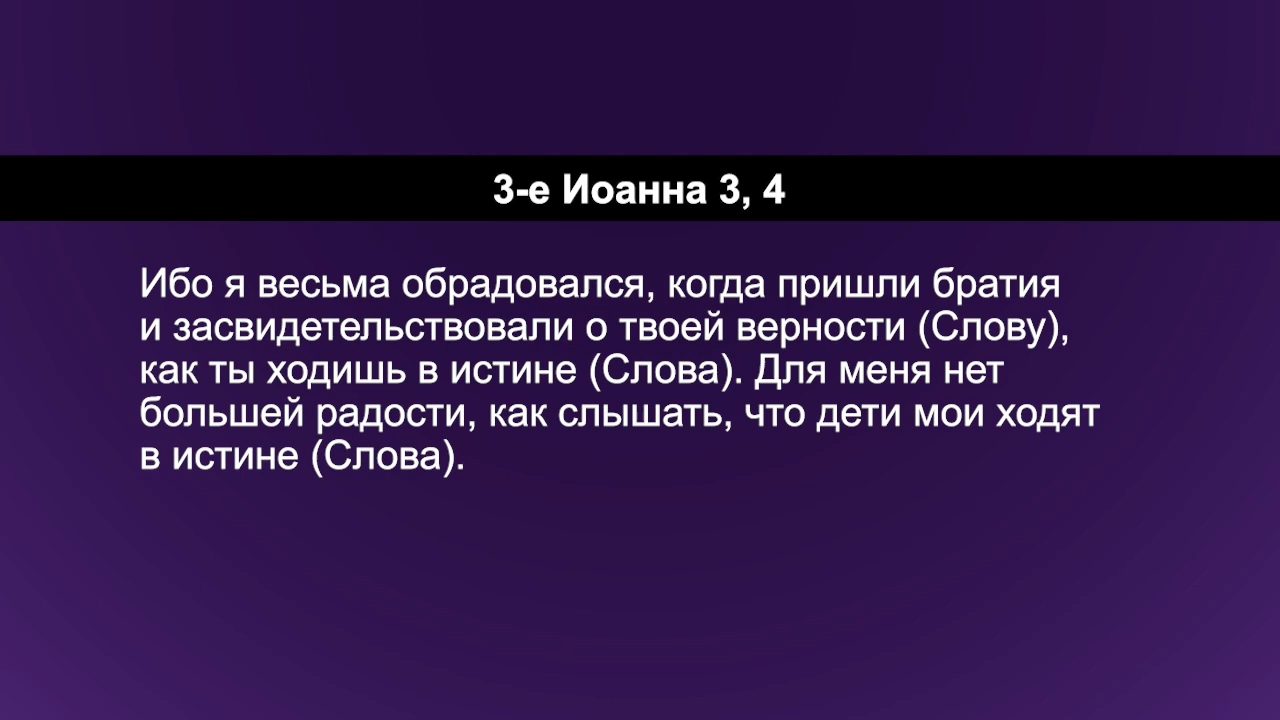 3-е Иоанна 3, 4
Ибо я весьма обрадовался, когда пришли братия
и засвидетельствовали о твоей верности (Слову),
как ты ходишь в истине (Слова). Для меня нет
большей радости, как слышать, что дети мои ходят
в истине (Слова).